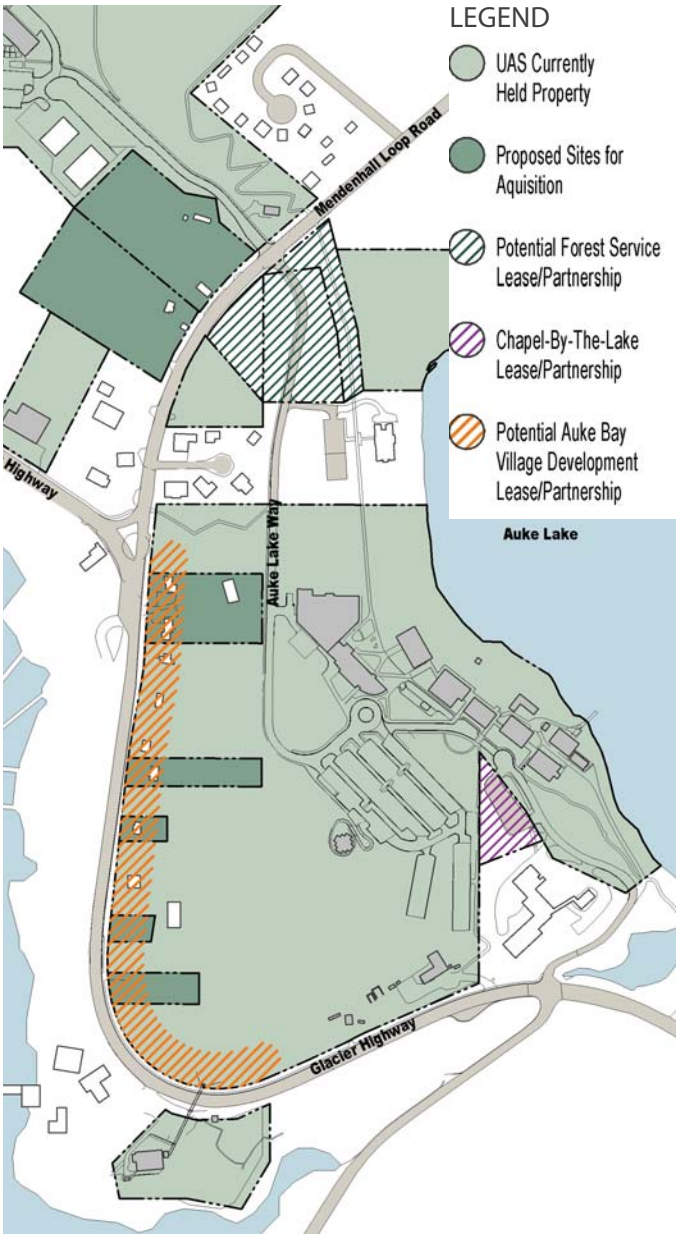 LEGEND
UAS Currently
Held Property
Proposed Sites for
Aquisition
Potential Forest Service
Lease/Partnership
Chapel-By-The-Lake
Lease/Partnership
Potential Auke Bay
Village Development
Lease/Partnership
Mendenhall Loop Road
Highway
Auke Lake Way
Auke Lake
Glacier Highway